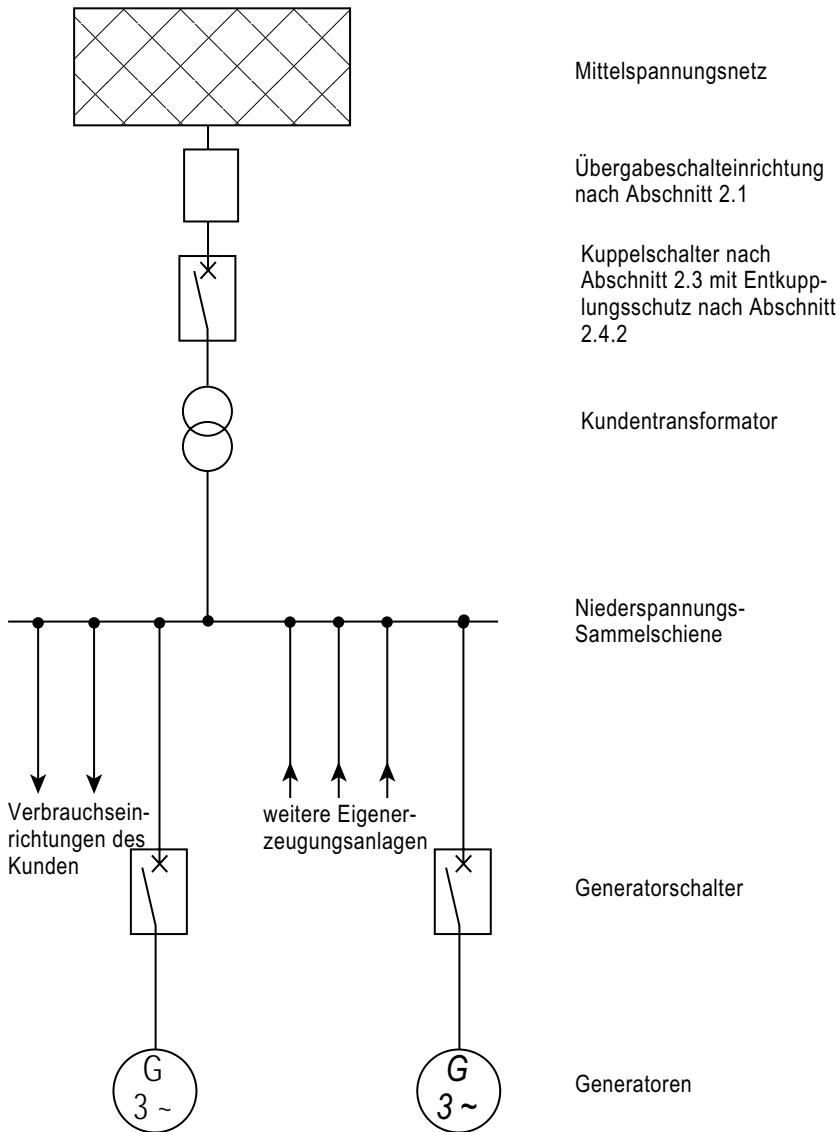 Mittelspannungsnetz
Übergabeschalteinrichtung
nach Abschnitt 2.1
Kuppelschalter nach
Abschnitt 2.3 mit Entkupp-
lungsschutz nach Abschnitt
2.4.2
Kundentransformator
Niederspannungs-
Sammelschiene
Verbrauchsein-
richtungen des
Kunden
weitere Eigener-
zeugungsanlagen
Generatorschalter
G
3 ~
G
3 ~
Generatoren